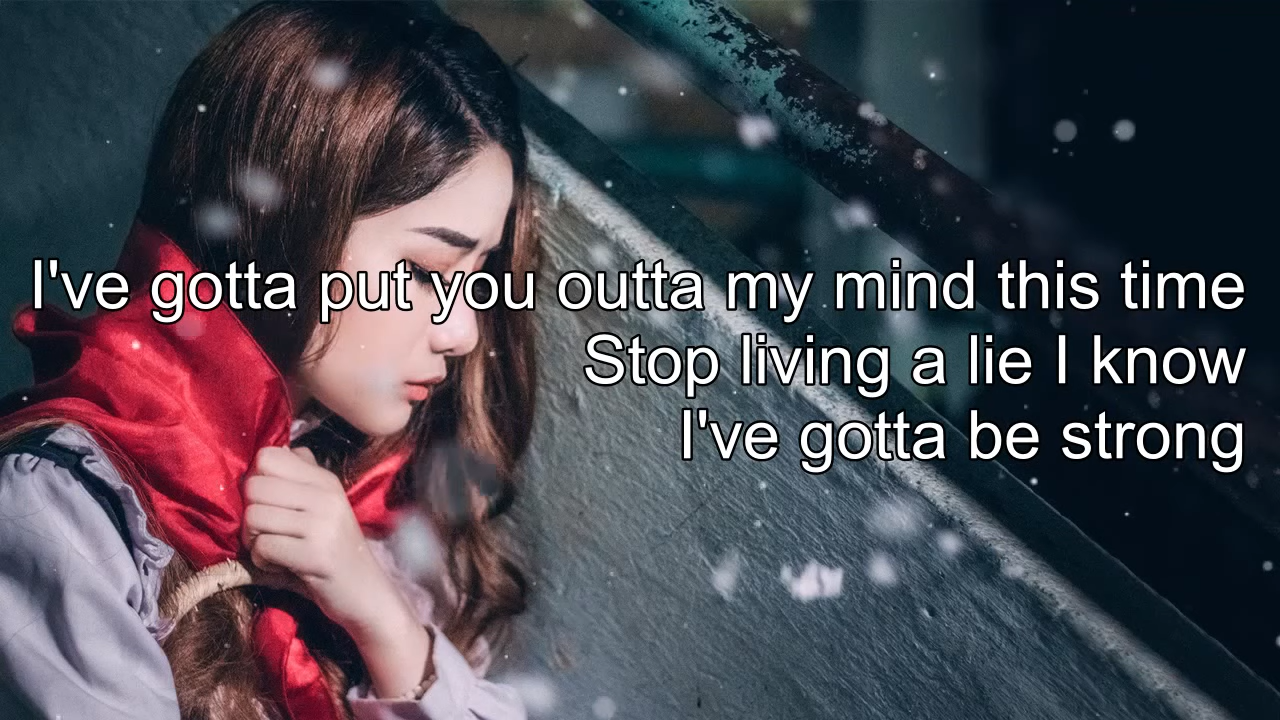 I've gotta put you outta my mind this time
Stop living a lie I know
I've gotta be strong